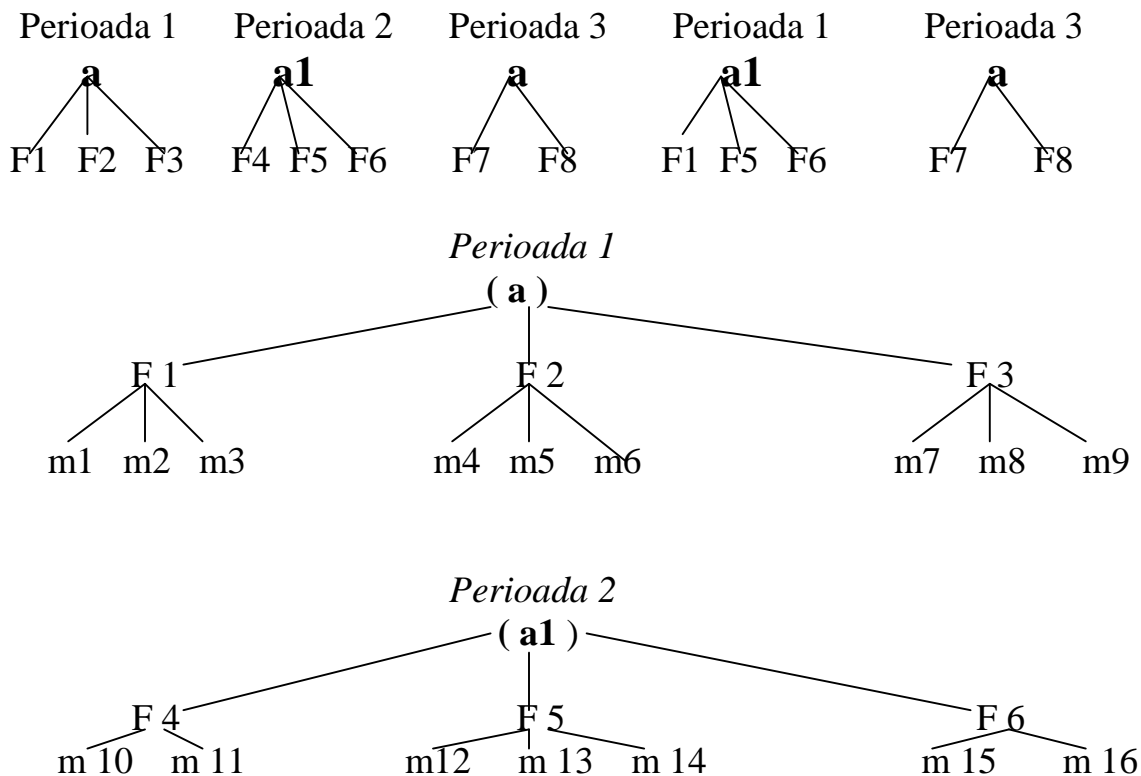 Perioada 1 Perioada 2 Perioada 3 Perioada 1 Perioada 3
a a1 a a1 a
F1 F2 F3 F4 F5 F6 F7 F8 F1 F5 F6 F7 F8
Perioada 1
( a )
F 1 F 2 F 3
m1 m2 m3 m4 m5 m6 m7 m8 m9
Perioada 2
( a1 )
F 4 F 5 F 6
m 10 m 11 m12 m 13 m 14 m 15 m 16